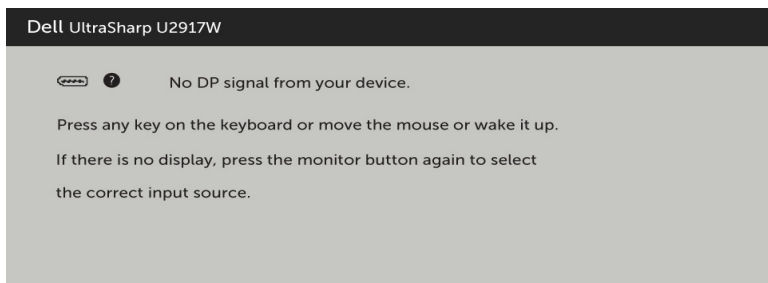 Dell UltraSharp U2917W
? No DP signal from your device.
Press any key on the keyboard or move the mouse or wake it up.
If there is no display, press the monitor button again to select
the correct input source.